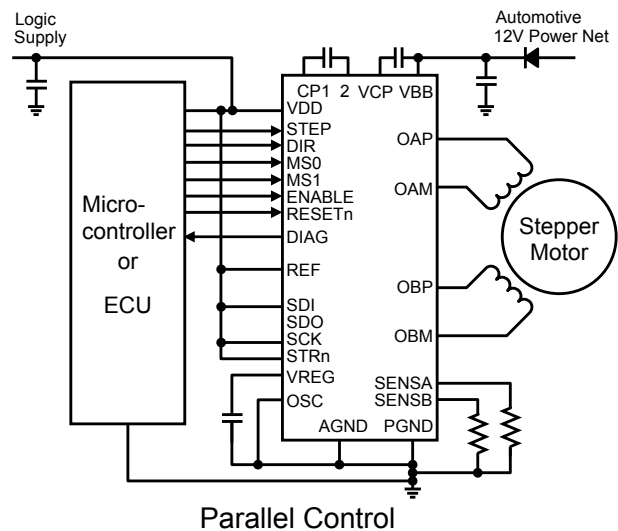 Logic
Supply
Automotive
12V Power Net
CP1 2 VCP VBB
VDD
STEP
DIR
MS0
MS1
ENABLE
RESETn
DIAG
REF
SDI
SDO
SCK
STRn
VREG
OSC
AGND PGND
OAP
OAM
OBP
OBM
SENSA
SENSB
Micro-
controller
or
ECU
Stepper
Motor
Parallel Control